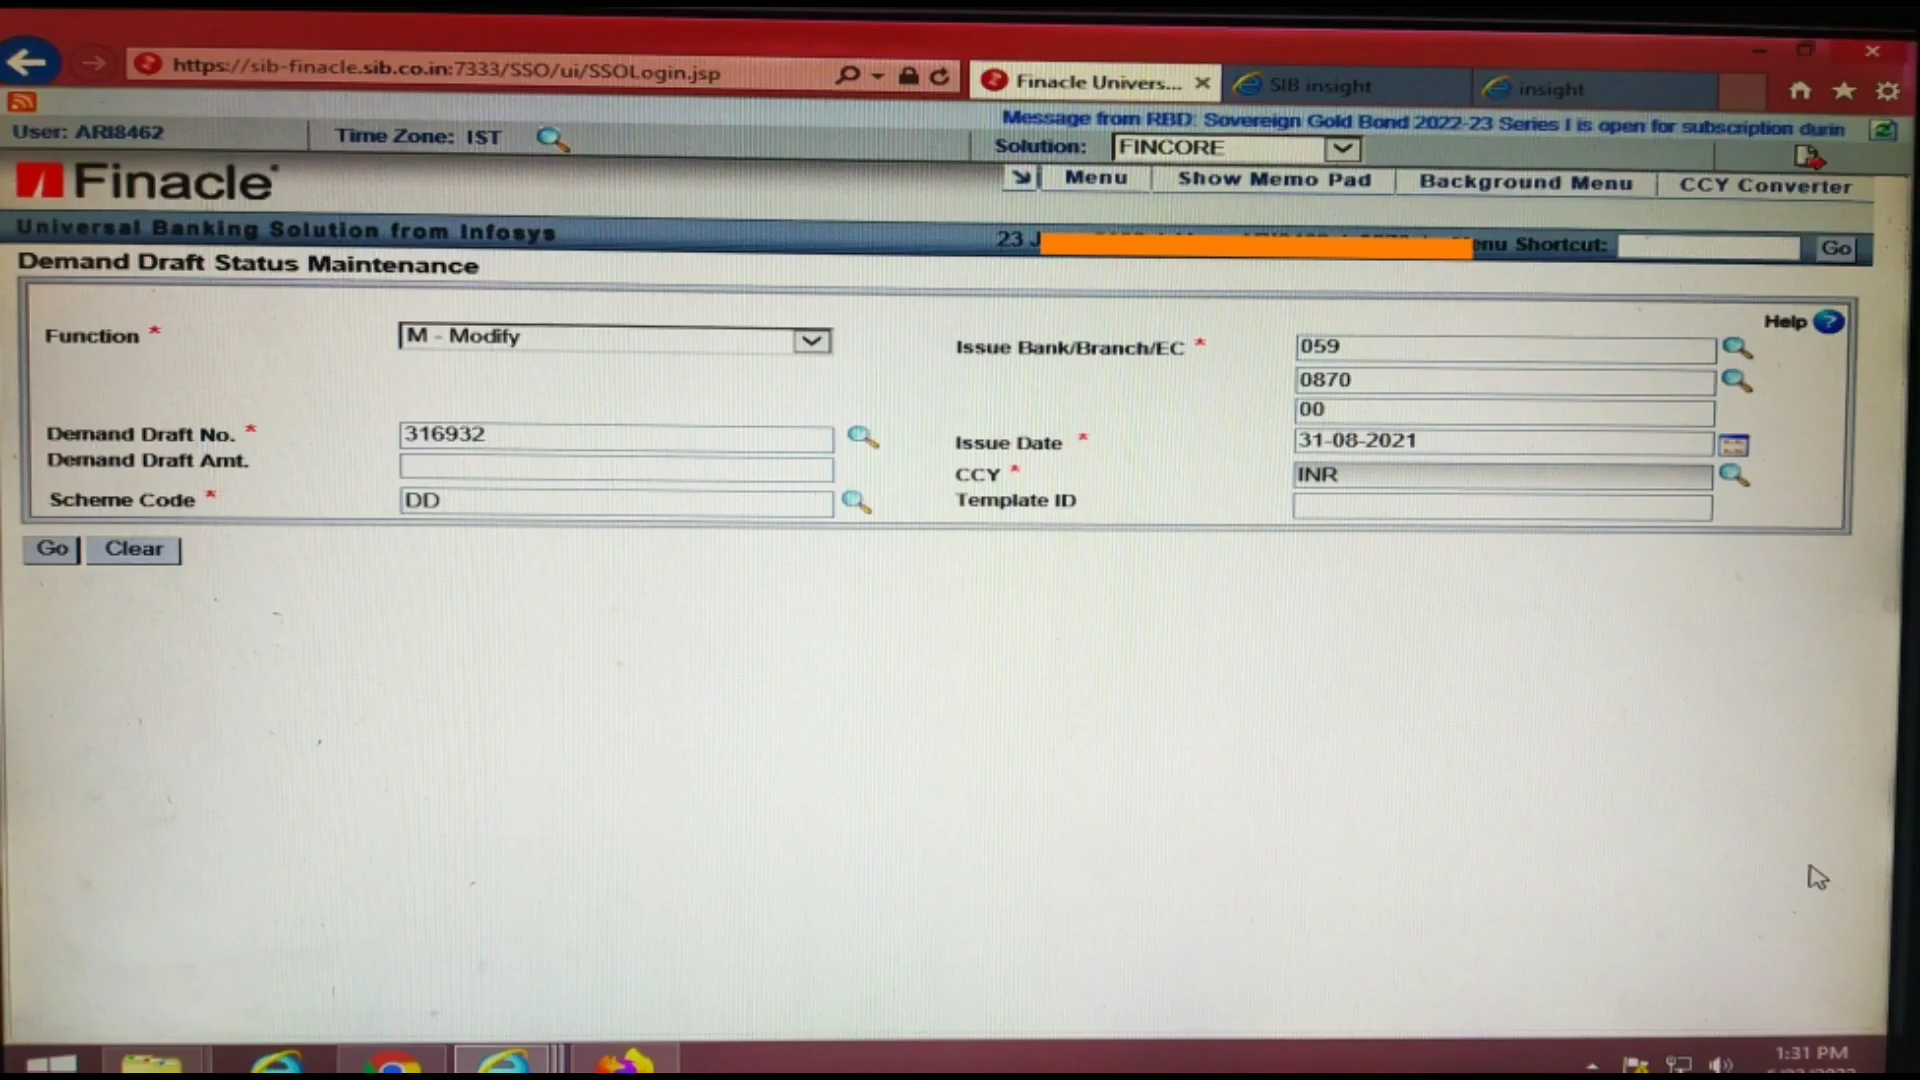 https://sib-finacle.sib.co.in:7333/SSO/ui/SSOLogin.jsp
Finacle Univers...
SIB insight
insight
User: ARI8462
Time Zone: IST
Message from RBD: Sovereign Gold Bond 2022-23 Series I is open for subscription durin
Solution: FINCORE
Finacle
Menu
Show Memo Pad
Background Menu
CCY Converter
Universal Banking Solution from Infosys
23
enu Shortcut:
Go
Demand Draft Status Maintenance
Help ?
Function *
M - Modify
Issue Bank/Branch/EC *
059
0870
00
Demand Draft No. *
316932
Issue Date *
31-08-2021
Demand Draft Amt.
CCY *
INR
Scheme Code *
DD
Template ID
Go
Clear
1:31 PM